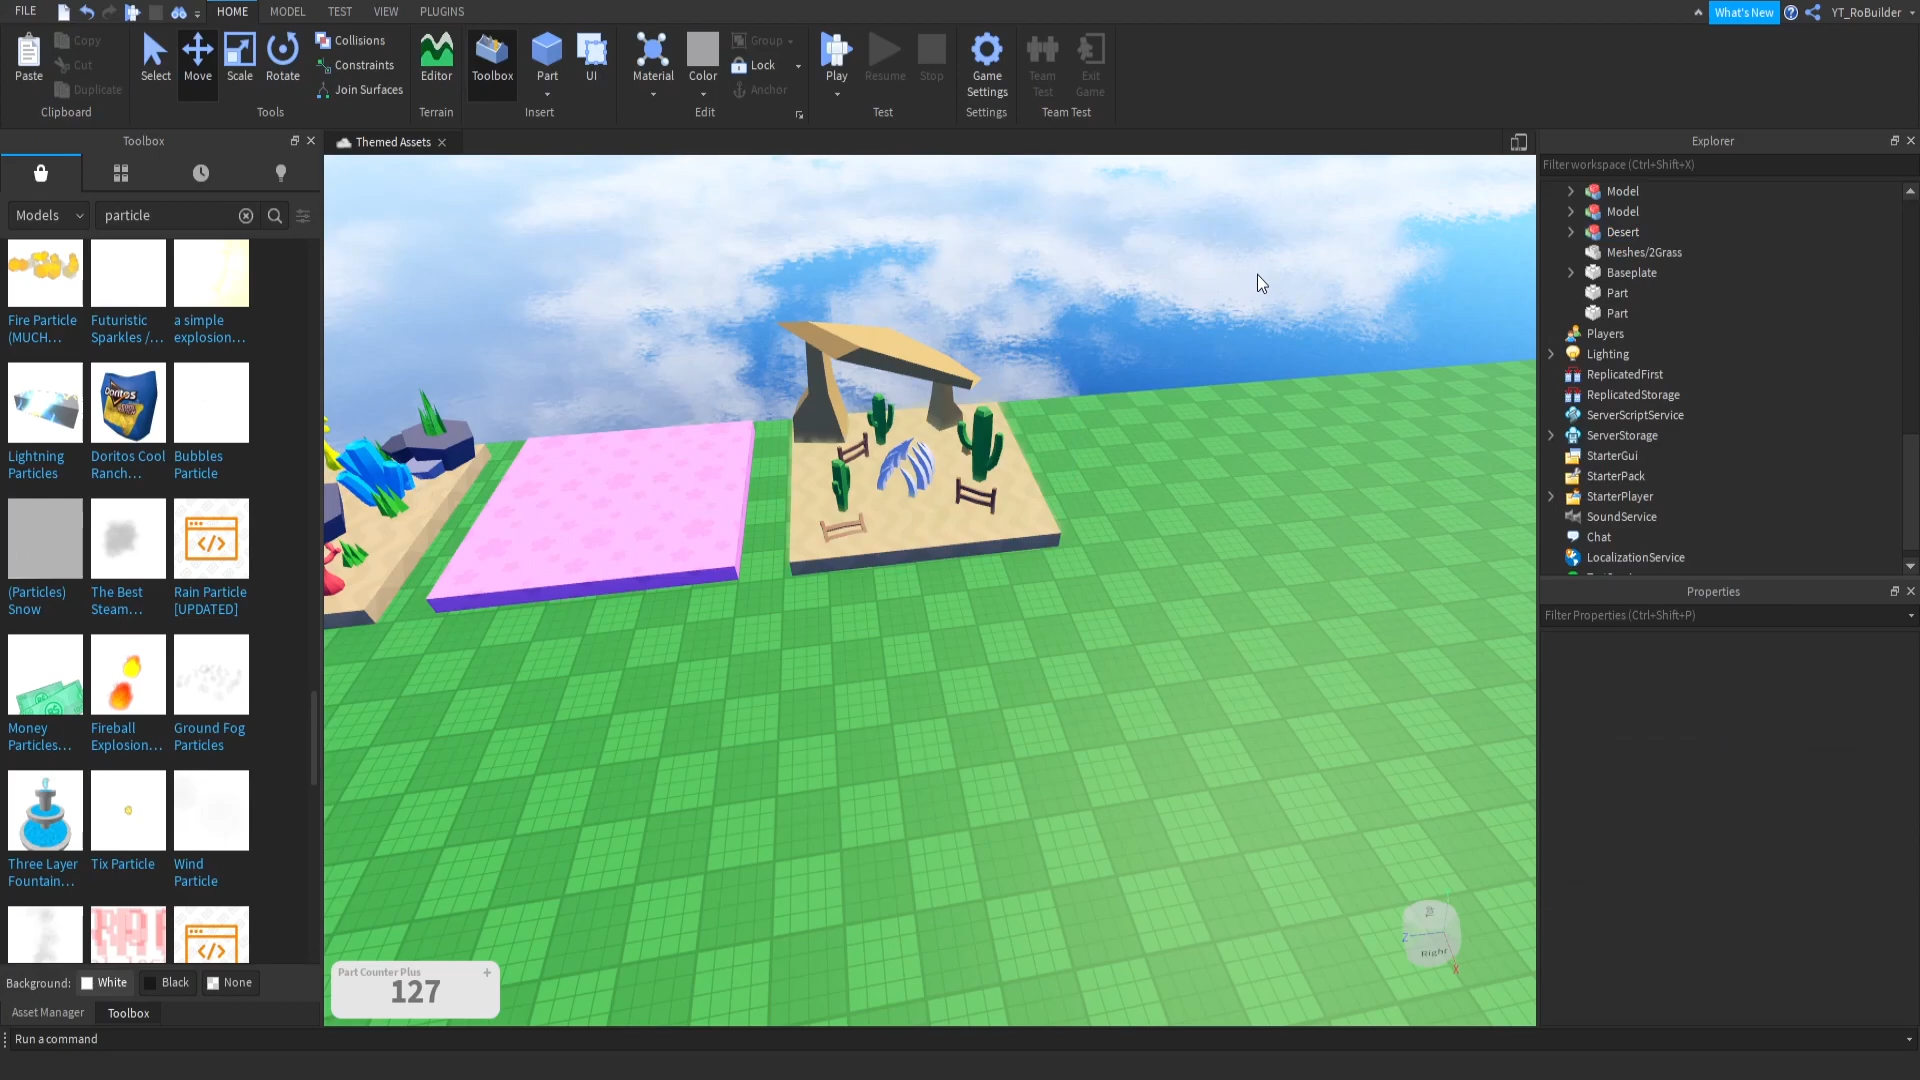 FILE
HOME
MODEL
TEST
VIEW
PLUGINS
What's New
YT_RoBuilder
Paste
Copy
Cut
Duplicate
Clipboard
Select
Move
Scale
Rotate
Collisions
Constraints
Join Surfaces
Tools
Editor
Terrain
Toolbox
Part
UI
Insert
Material
Color
Group
Lock
Anchor
Edit
Play
Resume
Stop
Test
Game
Settings
Settings
Team
Test
Exit
Game
Team Test
Toolbox
Models
particle
Fire Particle
(MUCH...
Futuristic
Sparkles /...
a simple
explosion...
Lightning
Particles
Doritos
Doritos Cool
Ranch...
Bubbles
Particle
(Particles)
Snow
The Best
Steam...
Rain Particle
[UPDATED]
Money
Particles...
Fireball
Explosion...
Ground Fog
Particles
Three Layer
Fountain...
Tix Particle
Wind
Particle
Background:
White
Black
None
Asset Manager
Toolbox
Run a command
Themed Assets
Part Counter Plus
+
127
Z
Right
X
Explorer
Filter workspace (Ctrl+Shift+X)
Model
Model
Desert
Meshes/2Grass
Baseplate
Part
Part
Players
Lighting
ReplicatedFirst
ReplicatedStorage
ServerScriptService
ServerStorage
StarterGui
StarterPack
StarterPlayer
SoundService
Chat
LocalizationService
Properties
Filter Properties (Ctrl+Shift+P)